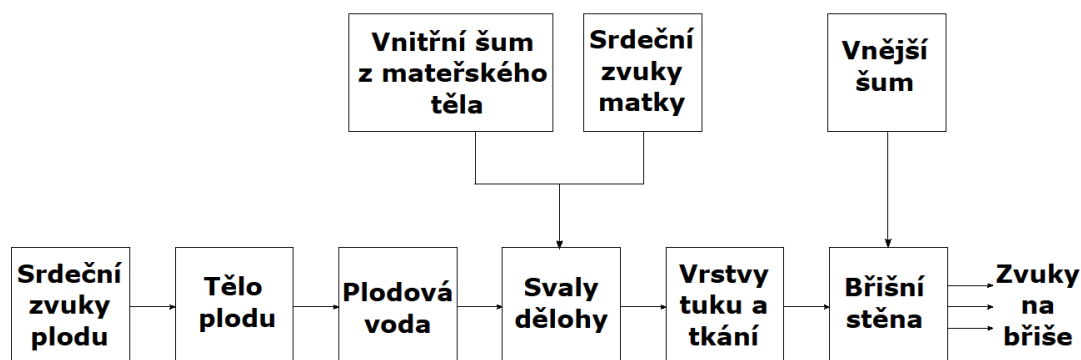 Vnitřní šum
z mateřského
těla
Srdeční
zvuky
matky
Vnější
šum
Srdeční
zvuky
plodu
Tělo
plodu
Plodová
voda
Svaly
dělohy
Vrstvy
tuku a
tkání
Břišní
stěna
Zvuky
na
břiše